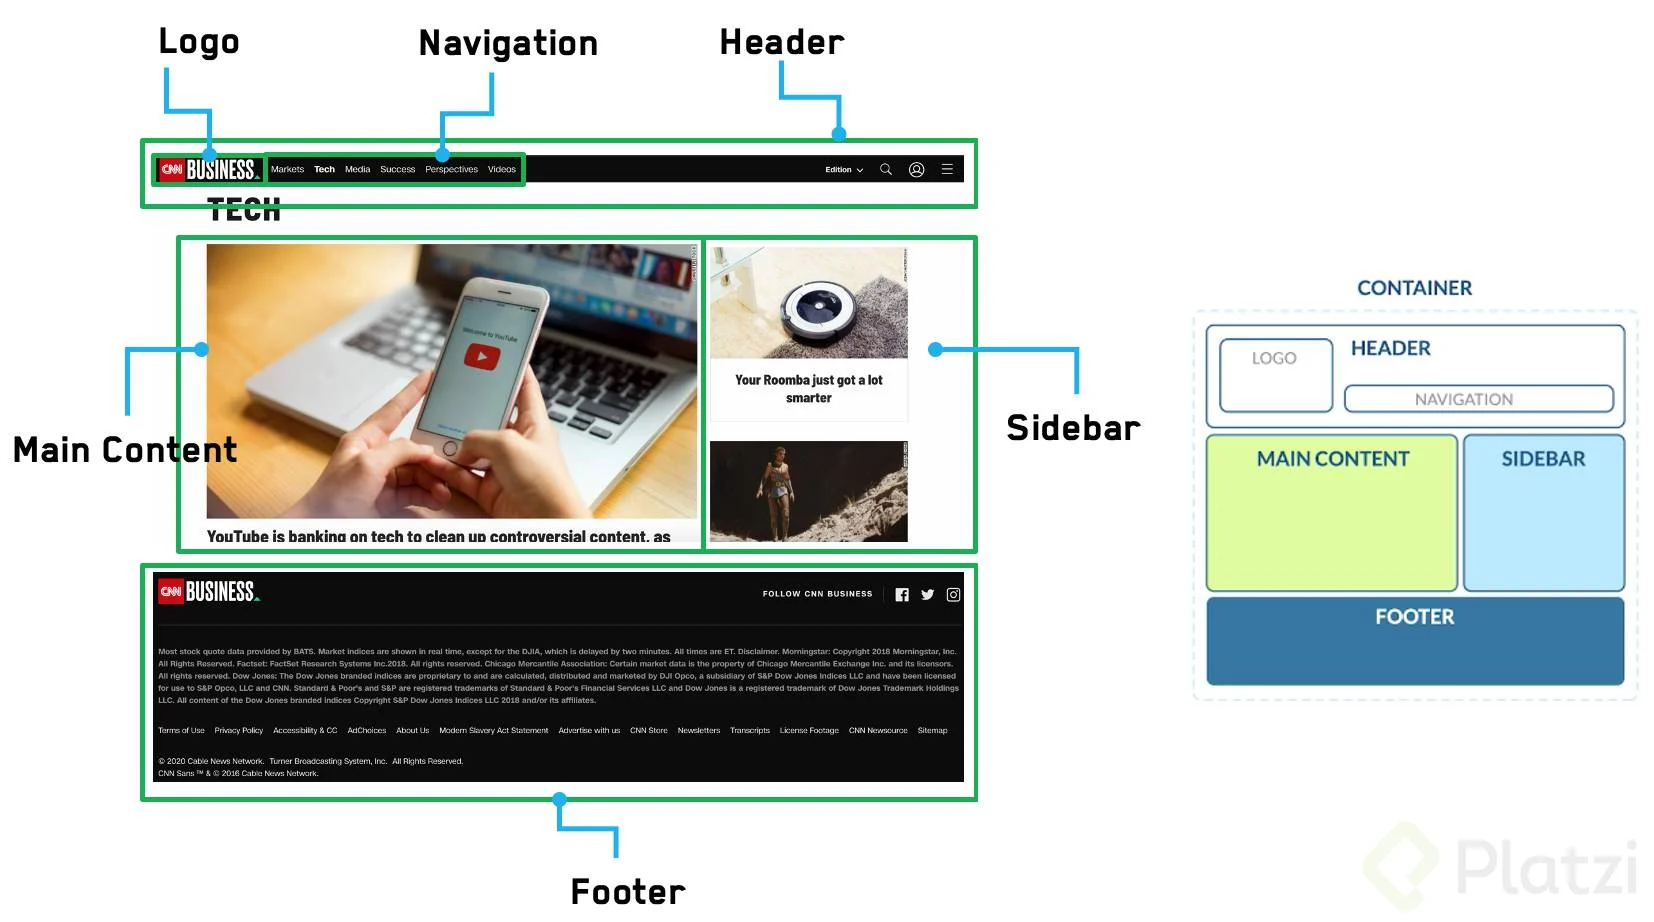 Logo
Navigation
Header
CNN BUSINESS
Markets Tech Media Success Perspectives Videos
Edition
TECH
Welcome to YouTube
Main Content
Your Roomba just got a lot
smarter
Sidebar
YouTube is banking on tech to clean up controversial content, as
CNN BUSINESS
FOLLOW CNN BUSINESS
Most stock quote data provided by BATS. Market indices are shown in real time, except for the DJIA, which is delayed by two minutes. All times are ET. Disclaimer. Morningstar: Copyright 2018 Morningstar, Inc.
All Rights Reserved. Factset: FactSet Research Systems Inc.2018. All rights reserved. Chicago Mercantile Association: Certain market data is the property of Chicago Mercantile Exchange Inc. and its licensors.
All rights reserved. Dow Jones: The Dow Jones branded indices are proprietary to and are calculated, distributed and marketed by DJI Opco, a subsidiary of S&P Dow Jones Indices LLC and have been licensed
for use to S&P Opco, LLC and CNN. Standard & Poor's and S&P are registered trademarks of Standard & Poor's Financial Services LLC and Dow Jones is a registered trademark of Dow Jones Trademark Holdings
LLC. All content of the Dow Jones branded indices Copyright S&P Dow Jones Indices LLC 2018 and/or its affiliates.
Terms of Use Privacy Policy Accessibility & CC AdChoices About Us Modern Slavery Act Statement Advertise with us CNN Store Newsletters Transcripts License Footage CNN Newsource Sitemap
© 2020 Cable News Network. Turner Broadcasting System, Inc. All Rights Reserved.
CNN Sans ™ & © 2016 Cable News Network.
Footer
CONTAINER
LOGO
HEADER
NAVIGATION
MAIN CONTENT
SIDEBAR
FOOTER
Platzi